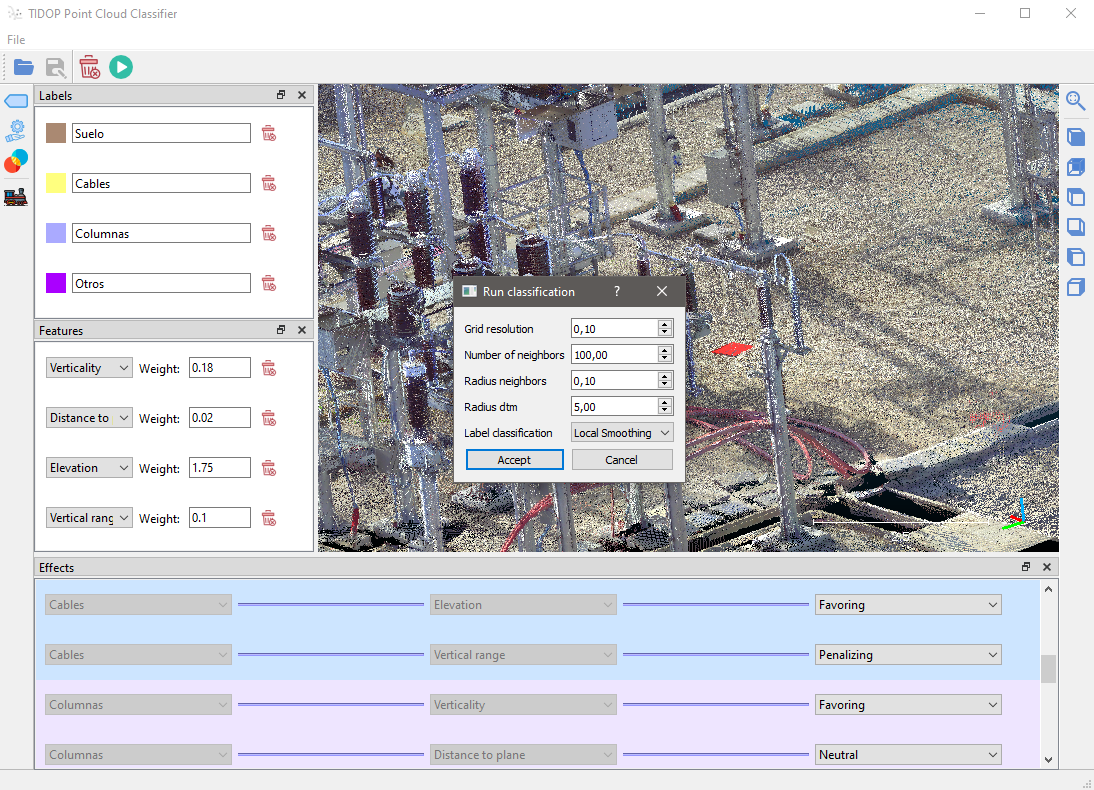 TIDOP Point Cloud Classifier
File
Labels
Suelo
Cables
Columnas
Otros
Features
Verticality Weight: 0.18
Distance to Weight: 0.02
Elevation Weight: 1.75
Vertical rang Weight: 0.1
Run classification ?
Grid resolution 0,10
Number of neighbors 100,00
Radius neighbors 0,10
Radius dtm 5,00
Label classification Local Smoothing
Accept Cancel
Effects
Cables Elevation Favoring
Cables Vertical range Penalizing
Columnas Verticality Favoring
Columnas Distance to plane Neutral